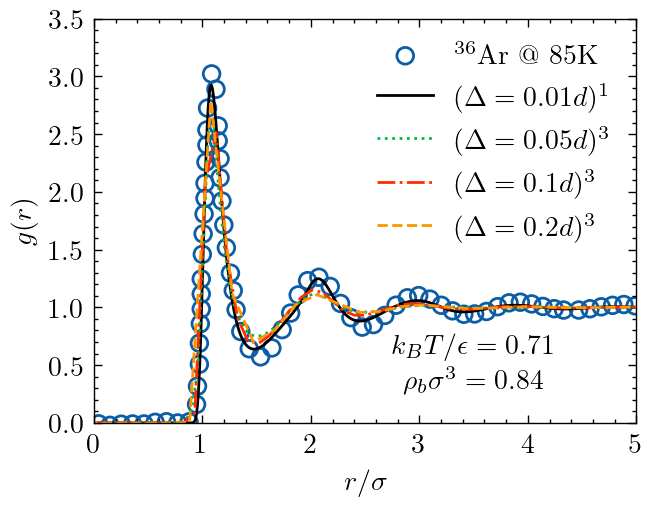 3.5
3.0
2.5
2.0
1.5
1.0
0.5
0.0
g(r)
³⁶Ar @ 85K
(Δ = 0.01d)¹
(Δ = 0.05d)³
(Δ = 0.1d)³
(Δ = 0.2d)³
k_BT/ϵ = 0.71
ρ_bσ³ = 0.84
0 1 2 3 4 5
r/σ